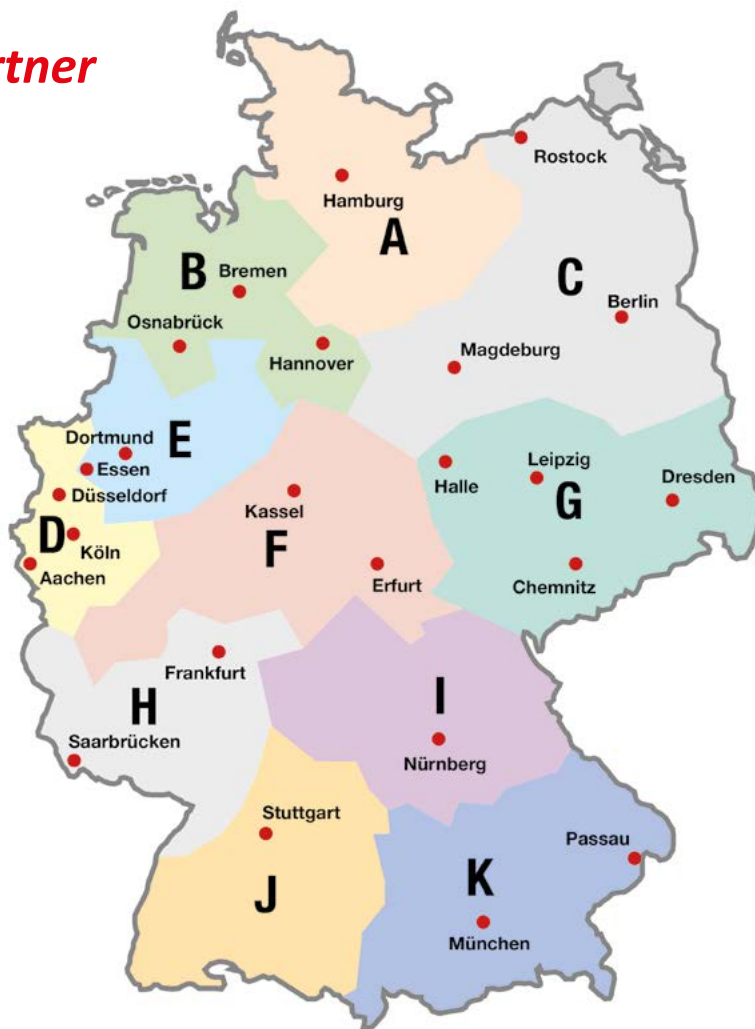 rtner
Rostock
Hamburg
A
B
Bremen
C
Berlin
Osnabrück
Hannover
Magdeburg
Dortmund
E
Essen
Halle
Leipzig
Dresden
Düsseldorf
Kassel
G
D
Köln
F
Aachen
Erfurt
Chemnitz
Frankfurt
H
I
Saarbrücken
Nürnberg
Stuttgart
Passau
J
K
München